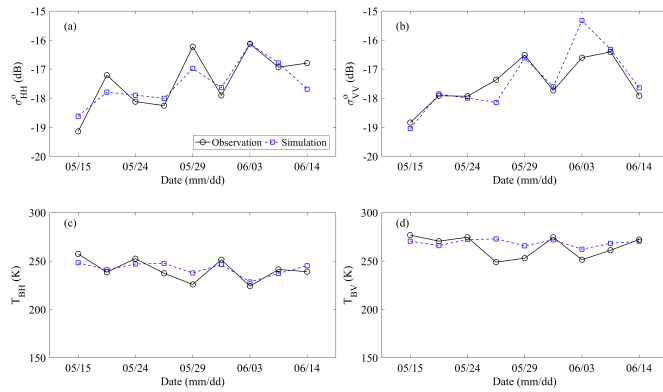 (a)
-15
-16
-17
-18
-19
-20
σ°HH (dB)
Observation
Simulation
05/15 05/24 05/29 06/03 06/14
Date (mm/dd)
(b)
-15
-16
-17
-18
-19
-20
σ°VV (dB)
05/15 05/24 05/29 06/03 06/14
Date (mm/dd)
(c)
300
250
200
150
TBH (K)
05/15 05/24 05/29 06/03 06/14
Date (mm/dd)
(d)
300
250
200
150
TBV (K)
05/15 05/24 05/29 06/03 06/14
Date (mm/dd)